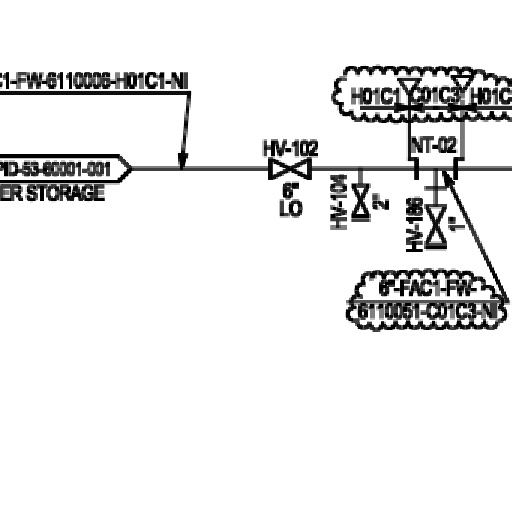 C1-FW-6110006-H01C1-NI
H01C1 C01C3 H01C
NT-02
HV-102
PID-53-60001-001
ER STORAGE
6"
LO
HV-104
2"
HV-186
1"
6"-FAC1-FW-
6110051-C01C3-NI